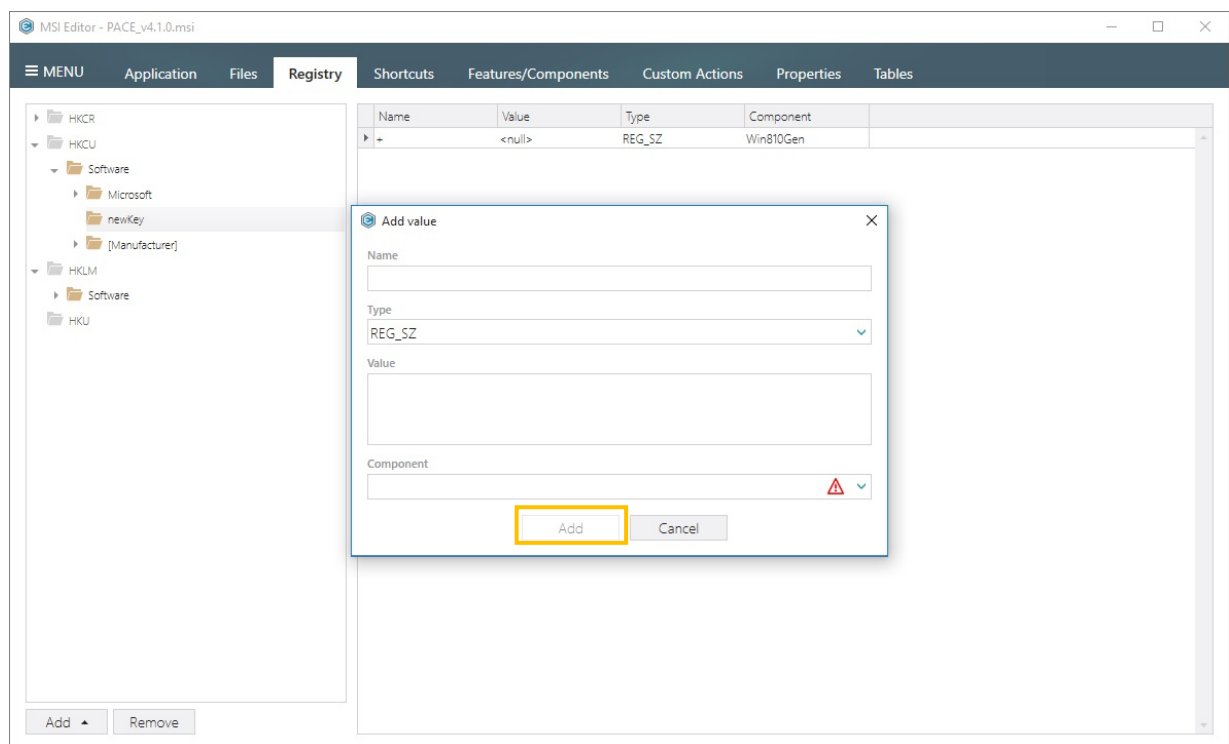 MSI Editor - PACE_v4.1.0.msi
MENU Application Files Registry Shortcuts Features/Components Custom Actions Properties Tables
HKCR
HKCU
Software
Microsoft
newKey
[Manufacturer]
HKLM
Software
HKU
Name Value Type Component
+ <null> REG_SZ Win810Gen
Add value
Name
Type
REG_SZ
Value
Component
Add Cancel
Add Remove